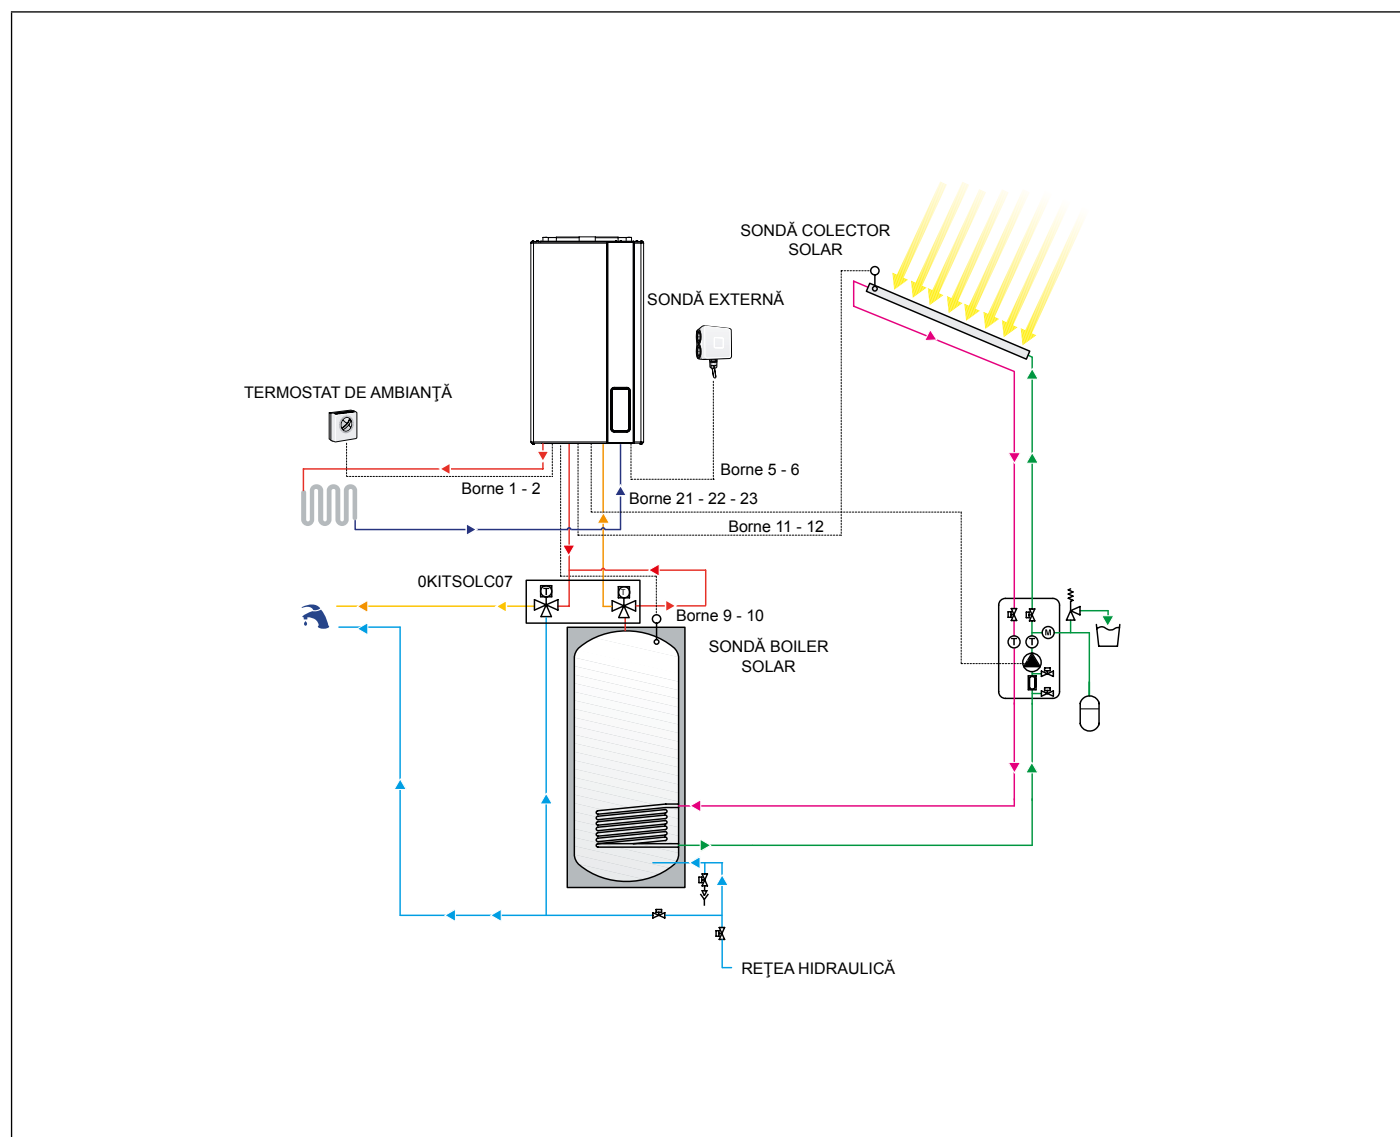 SONDĂ COLECTOR
SOLAR
SONDĂ EXTERNĂ
TERMOSTAT DE AMBIANŢĂ
Borne 5 - 6
Borne 1 - 2
Borne 21 - 22 - 23
Borne 11 - 12
0KITSOLC07
T
T
Borne 9 - 10
SONDĂ BOILER
SOLAR
T
T
M
REŢEA HIDRAULICĂ